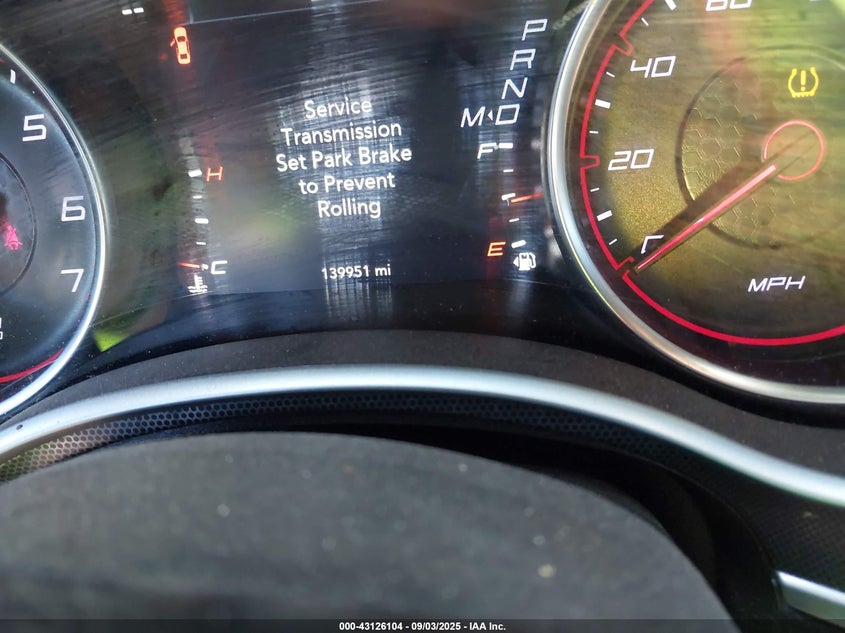 P
R
N
M◂D
Service
Transmission
Set Park Brake
to Prevent
Rolling
139951 mi
H
C
F
E
5
6
7
40
20
MPH
000-43126104 - 09/03/2025 - IAA Inc.